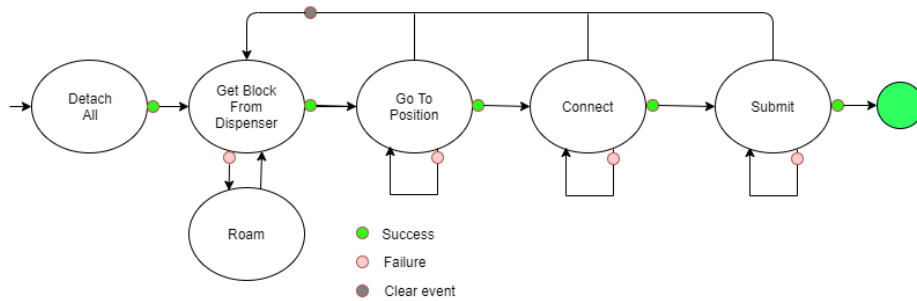 Detach
All
Get Block
From
Dispenser
Go To
Position
Connect
Submit
Roam
Success
Failure
Clear event